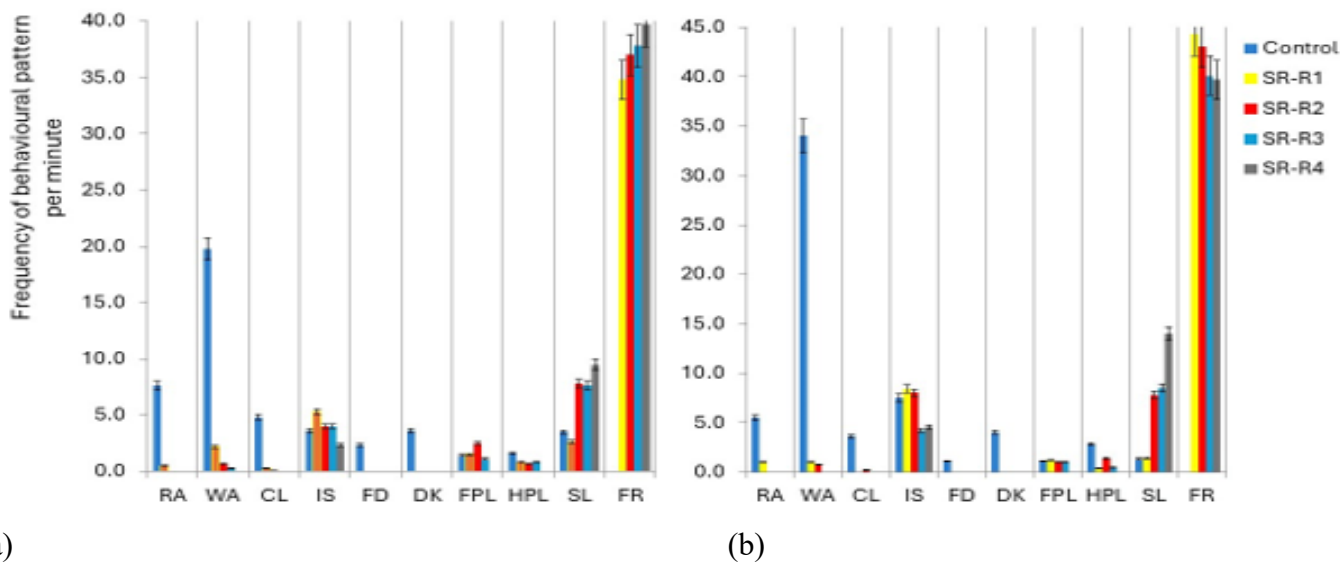 Frequency of behavioural pattern
per minute
40.0
35.0
30.0
25.0
20.0
15.0
10.0
5.0
0.0
RA WA CL IS FD DK FPL HPL SL FR
45.0
40.0
35.0
30.0
25.0
20.0
15.0
10.0
5.0
0.0
RA WA CL IS FD DK FPL HPL SL FR
Control
SR-R1
SR-R2
SR-R3
SR-R4
(b)